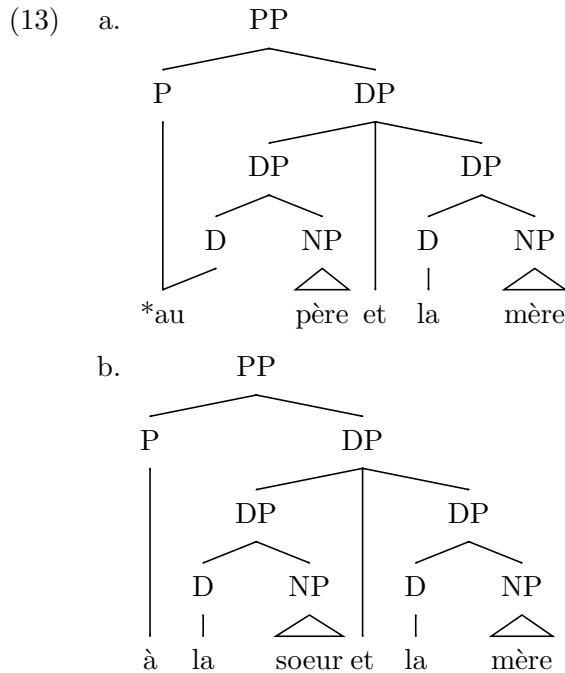 (13) a. PP
P DP
DP DP
D NP D NP
*au père et la mère
b. PP
P DP
DP DP
D NP D NP
à la soeur et la mère